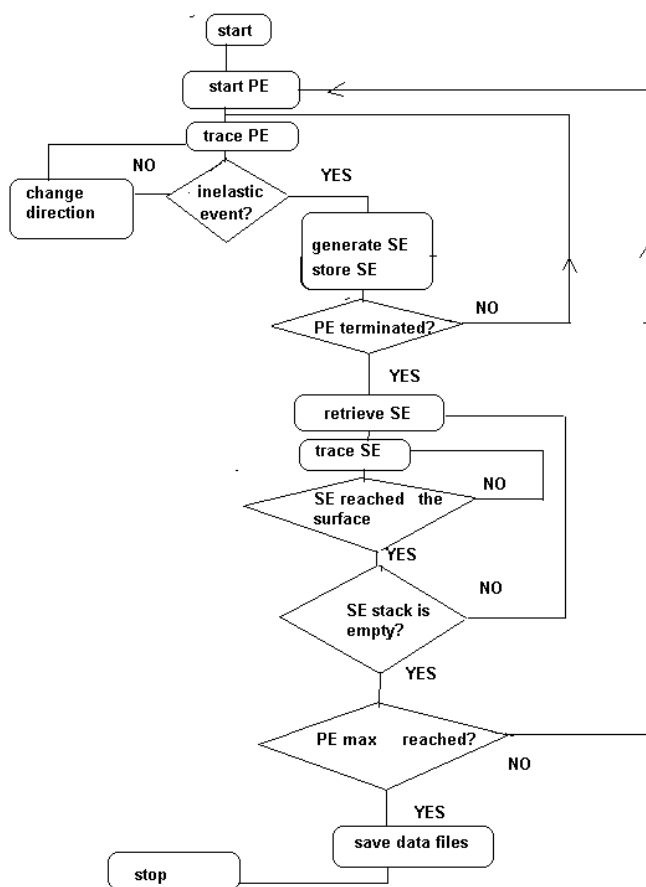 start
start PE
trace PE
NO
change
direction
inelastic
event?
YES
generate SE
store SE
PE terminated?
NO
YES
retrieve SE
trace SE
NO
SE reached the
surface
YES
NO
SE stack is
empty?
YES
PE max reached?
NO
YES
save data files
stop